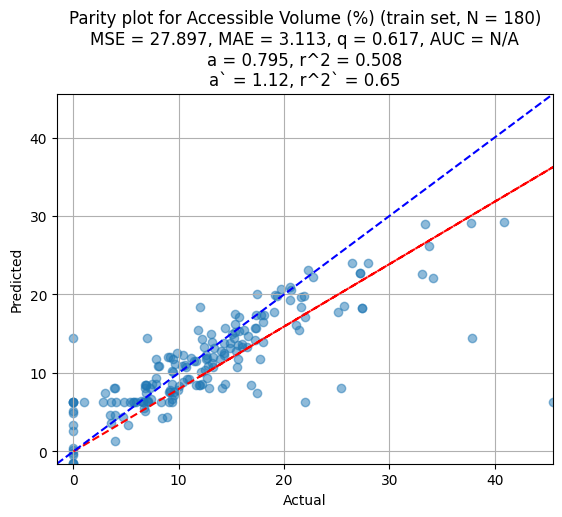 Parity plot for Accessible Volume (%) (train set, N = 180)
MSE = 27.897, MAE = 3.113, q = 0.617, AUC = N/A
a = 0.795, r^2 = 0.508
a` = 1.12, r^2` = 0.65
40
30
20
10
0
Predicted
0 10 20 30 40
Actual